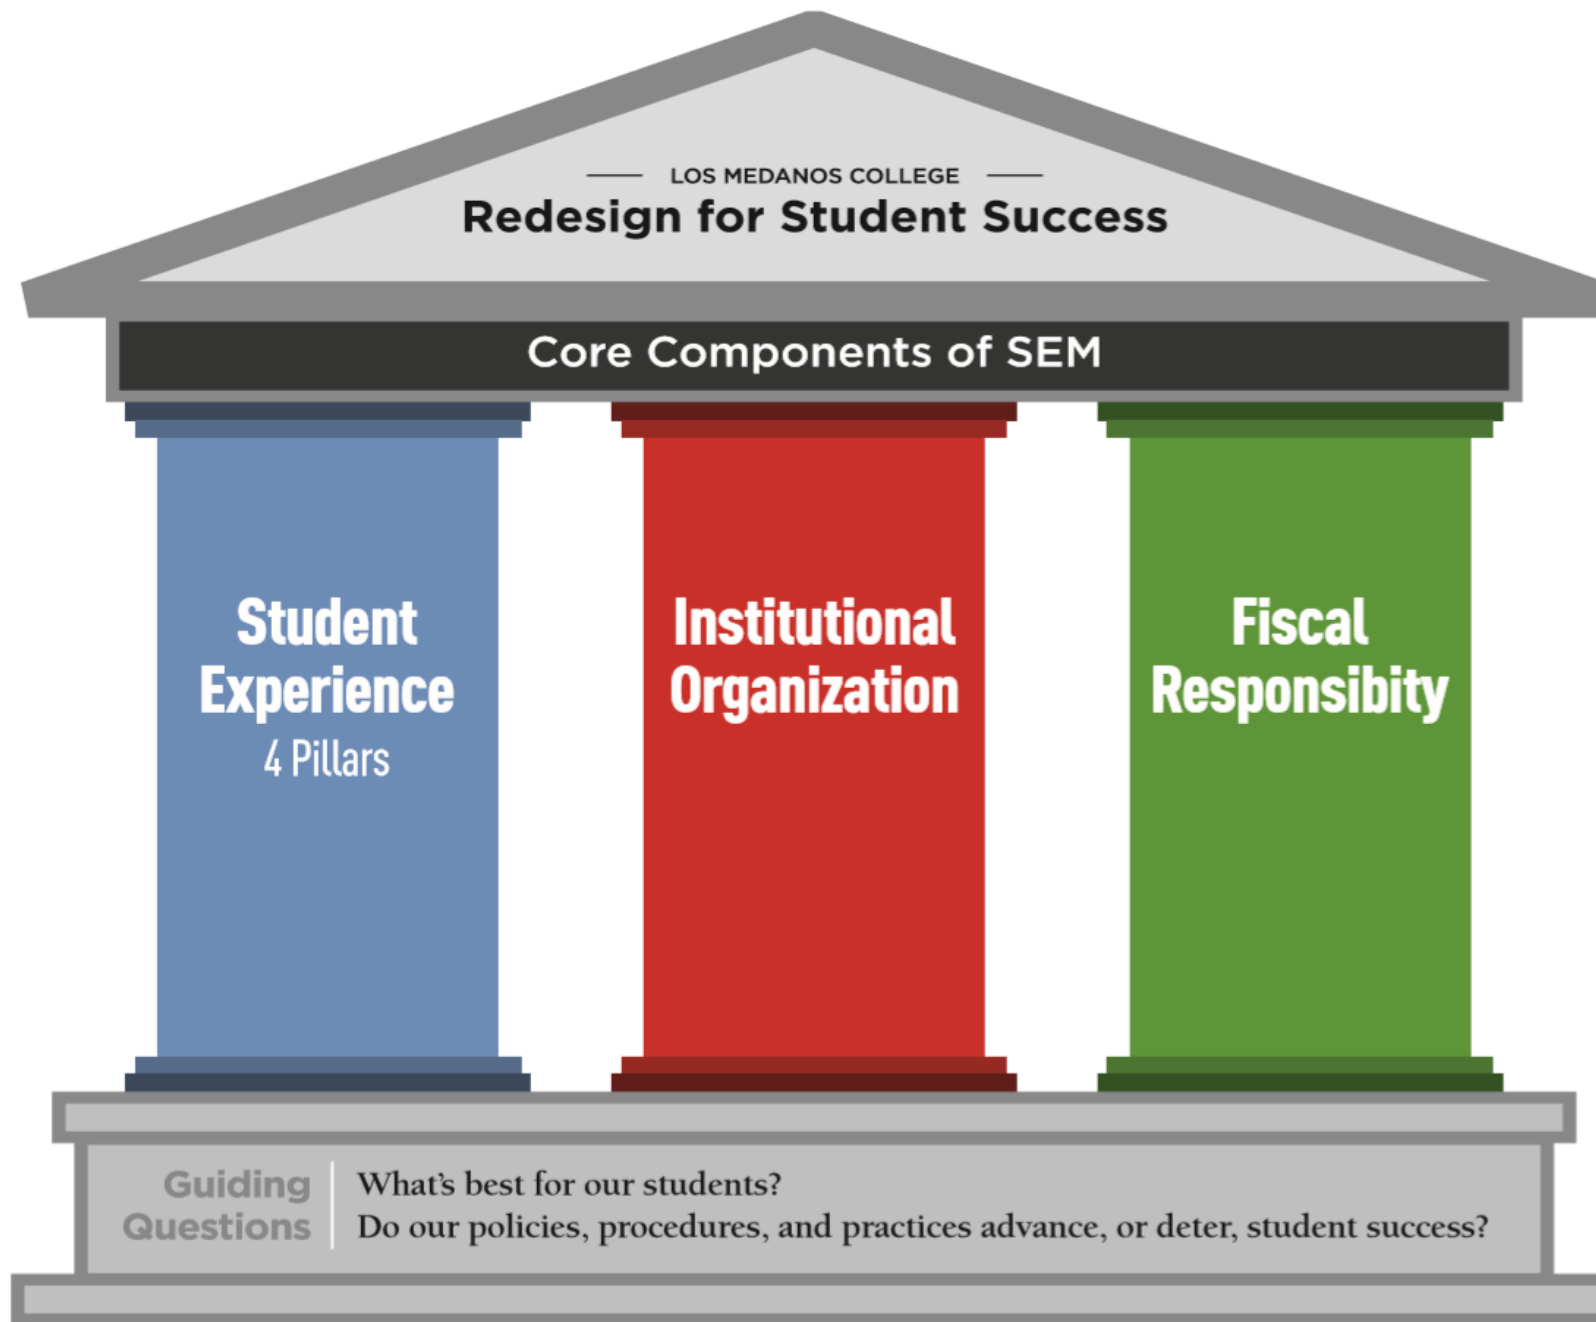 LOS MEDANOS COLLEGE
Redesign for Student Success
Core Components of SEM
Student
Experience
4 Pillars
Institutional
Organization
Fiscal
Responsibity
Guiding
Questions
What's best for our students?
Do our policies, procedures, and practices advance, or deter, student success?